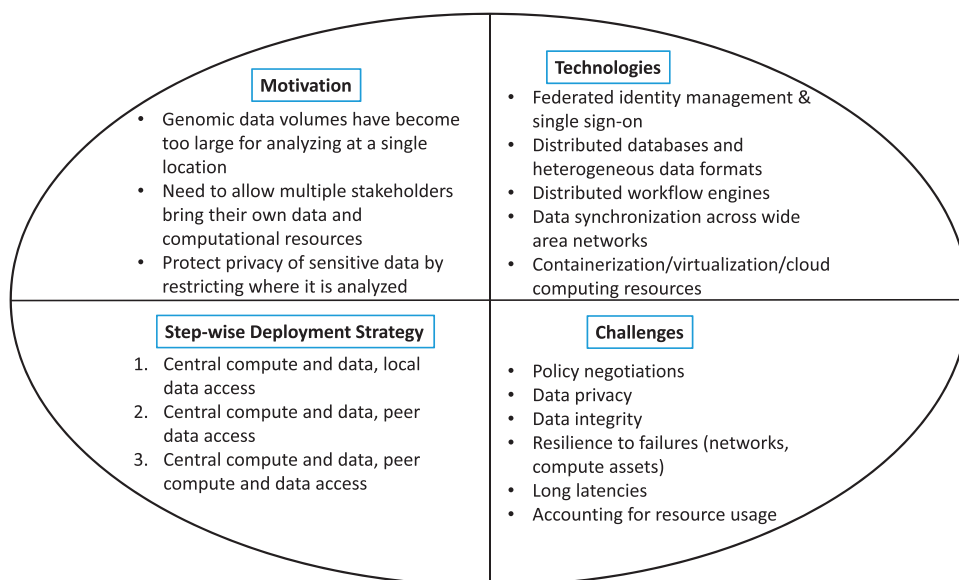 Motivation
• Genomic data volumes have become
too large for analyzing at a single
location
• Need to allow multiple stakeholders
bring their own data and
computational resources
• Protect privacy of sensitive data by
restricting where it is analyzed
Technologies
• Federated identity management &
single sign-on
• Distributed databases and
heterogeneous data formats
• Distributed workflow engines
• Data synchronization across wide
area networks
• Containerization/virtualization/cloud
computing resources
Step-wise Deployment Strategy
1. Central compute and data, local
data access
2. Central compute and data, peer
data access
3. Central compute and data, peer
compute and data access
Challenges
• Policy negotiations
• Data privacy
• Data integrity
• Resilience to failures (networks,
compute assets)
• Long latencies
• Accounting for resource usage